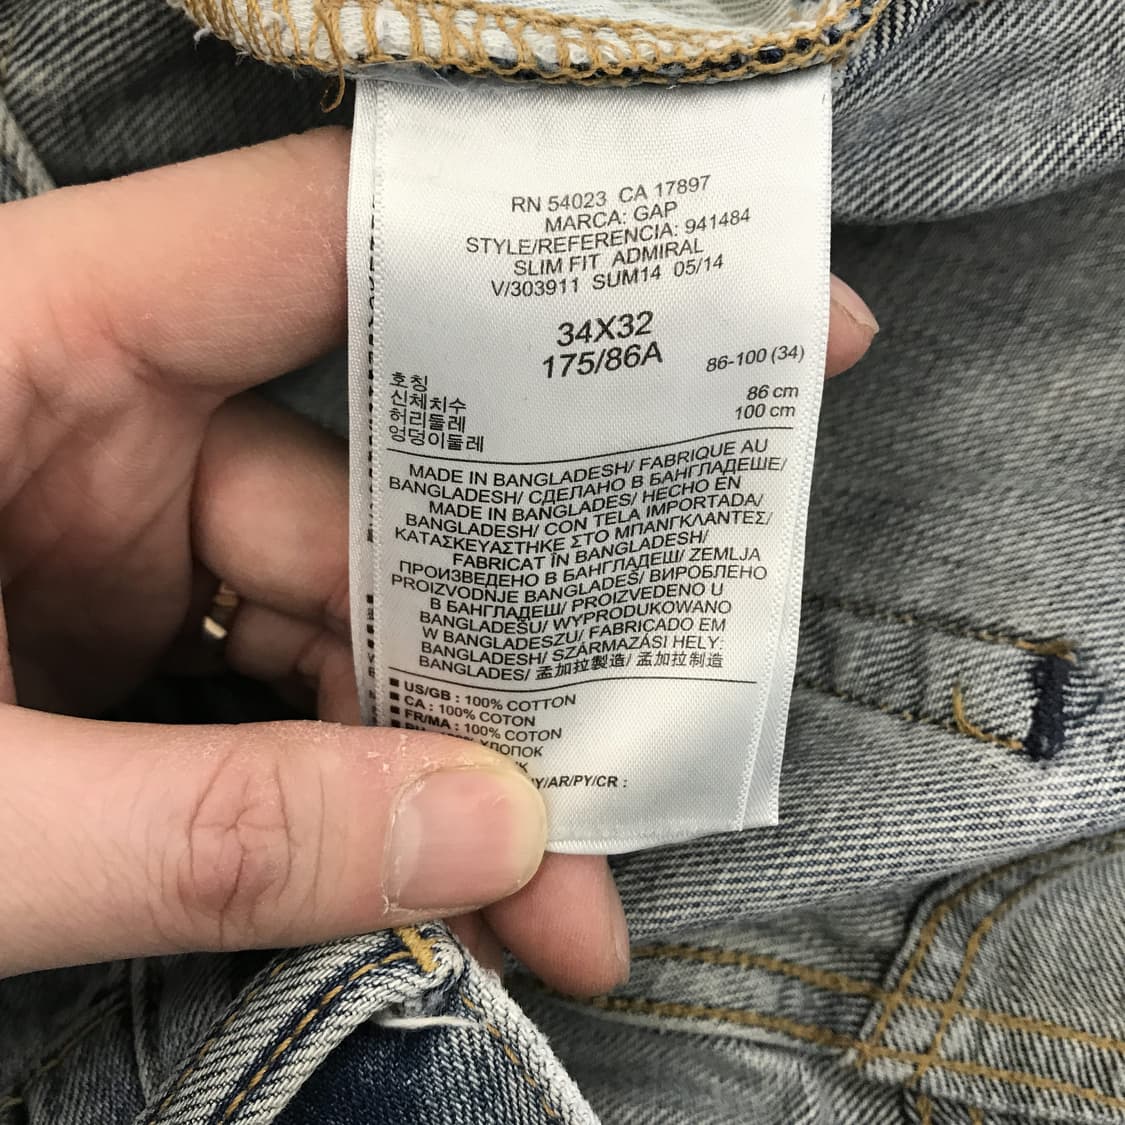 RN 54023 CA 17897
MARCA: GAP
STYLE/REFERENCIA: 941484
SLIM FIT ADMIRAL
V/303911 SUM14 05/14
34X32
175/86A
호칭 86-100 (34)
신체치수
허리둘레 86 cm
엉덩이둘레 100 cm
MADE IN BANGLADESH/ FABRIQUE AU
BANGLADESH/ СДЕЛАНО В БАНГЛАДЕШЕ/
MADE IN BANGLADES/ HECHO EN
BANGLADESH/ CON TELA IMPORTADA/
ΚΑΤΑΣΚΕΥΑΣΤΗΚΕ ΣΤΟ ΜΠΑΝΓΚΛΑΝΤΕΣ/
FABRICAT ÎN BANGLADESH/
ПРОИЗВЕДЕНО В БАНГЛАДЕШ/ ZEMLJA
PROIZVODNJE BANGLADEŠ/ ВИРОБЛЕНО
В БАНГЛАДЕШ/ PROIZVEDENO U
BANGLADEŠU/ WYPRODUKOWANO
W BANGLADESZU/ FABRICADO EM
BANGLADESH/ SZÁRMAZÁSI HELY:
BANGLADES/ 孟加拉製造/ 孟加拉制造
US/GB : 100% COTTON
CA : 100% COTON
FR/MA : 100% COTON
ХЛОПОК
/AR/PY/CR :